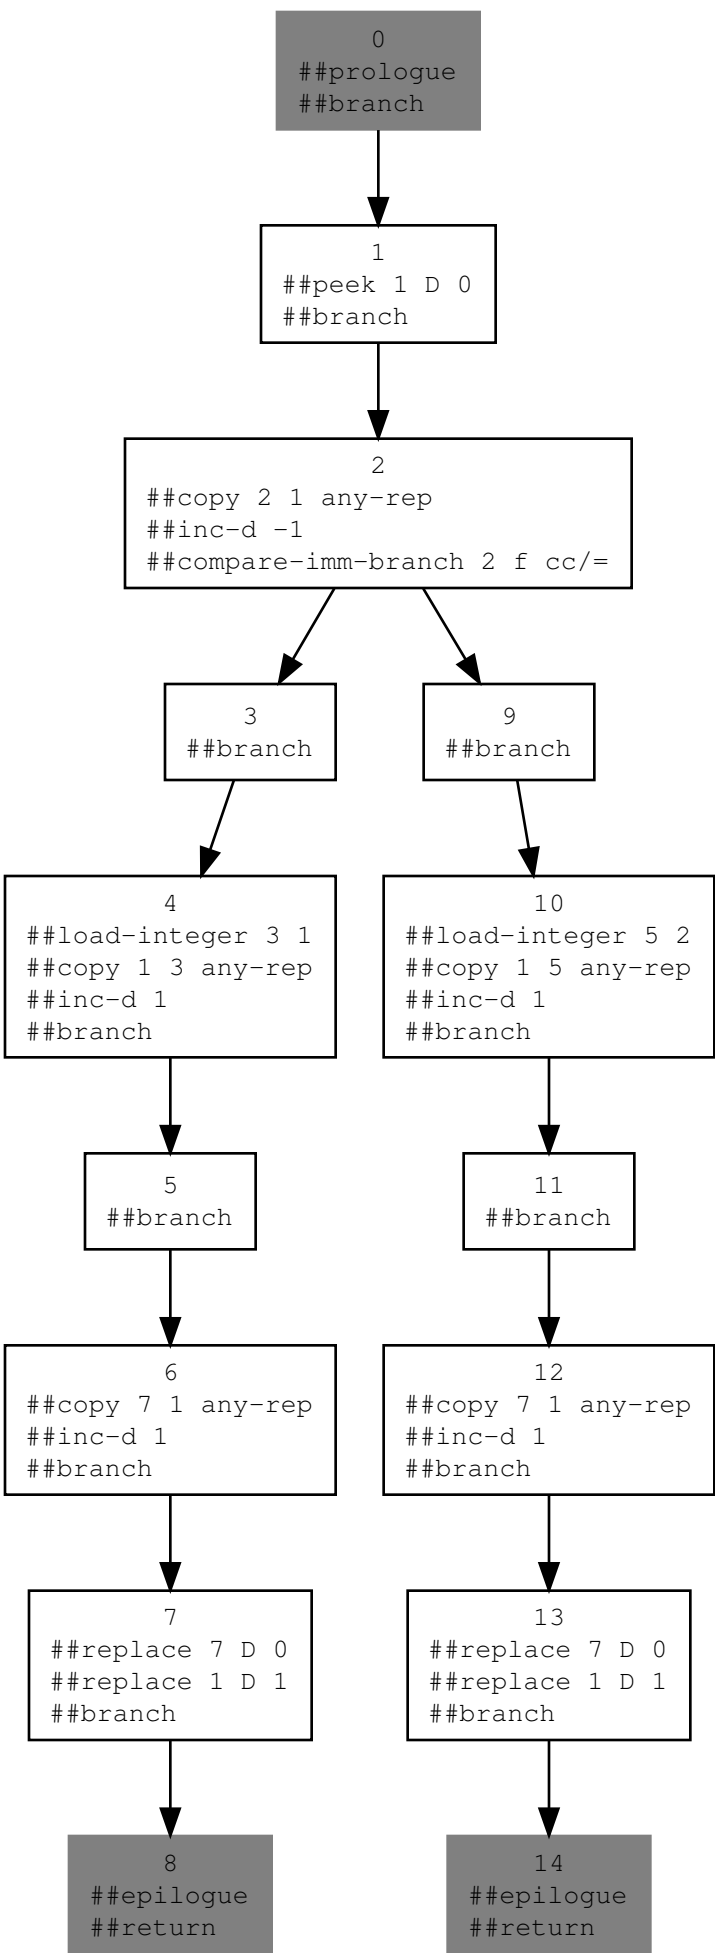 0
##prologue
##branch
1
##peek 1 D 0
##branch
2
##copy 2 1 any-rep
##inc-d -1
##compare-imm-branch 2 f cc/=
3
##branch
9
##branch
4
##load-integer 3 1
##copy 1 3 any-rep
##inc-d 1
##branch
10
##load-integer 5 2
##copy 1 5 any-rep
##inc-d 1
##branch
5
##branch
11
##branch
6
##copy 7 1 any-rep
##inc-d 1
##branch
12
##copy 7 1 any-rep
##inc-d 1
##branch
7
##replace 7 D 0
##replace 1 D 1
##branch
13
##replace 7 D 0
##replace 1 D 1
##branch
8
##epilogue
##return
14
##epilogue
##return